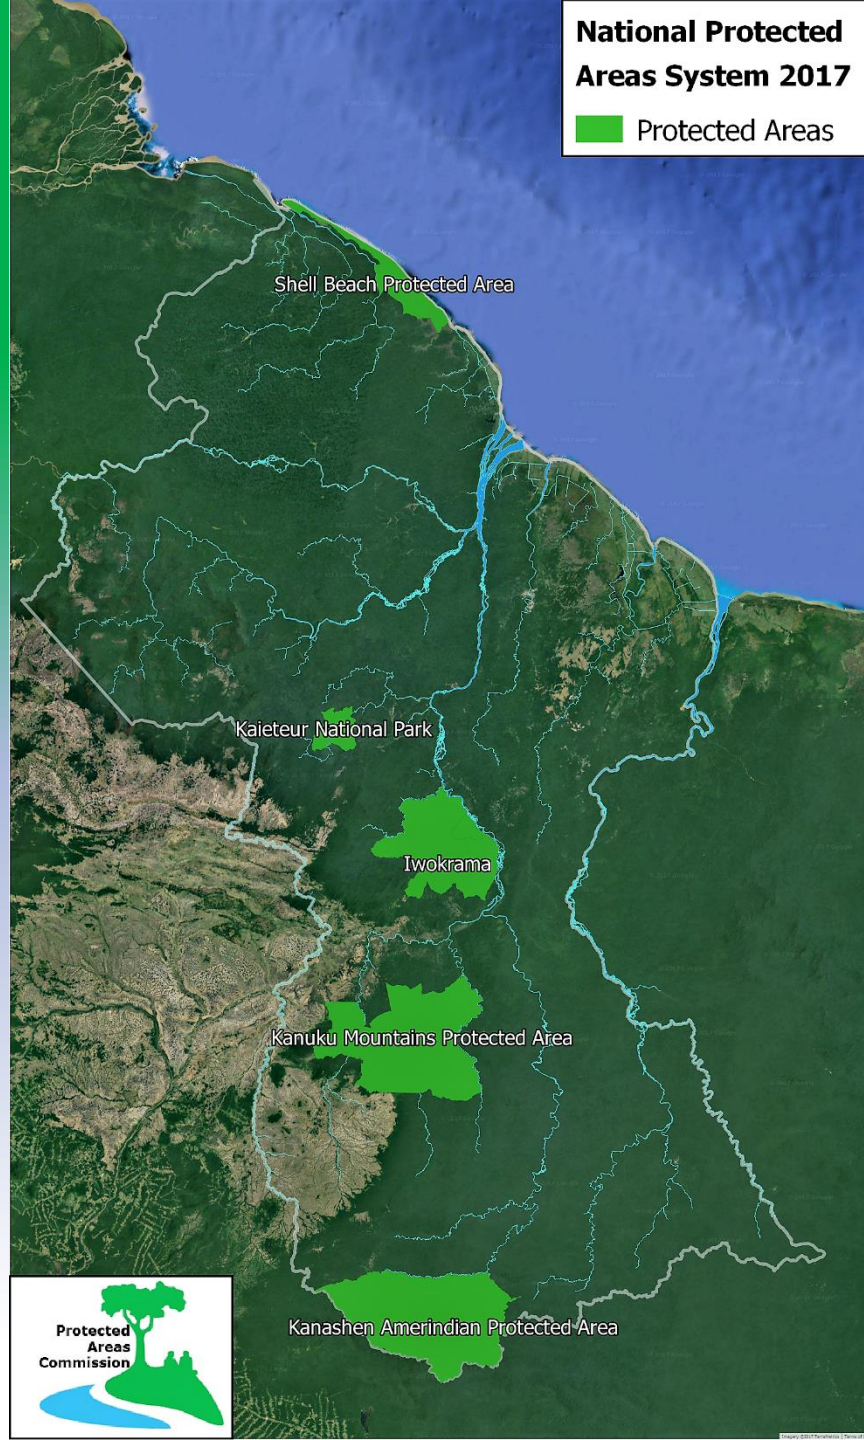 National Protected
Areas System 2017
Protected Areas
Shell Beach Protected Area
Kaieteur National Park
Iwokrama
Kanuku Mountains Protected Area
Kanashen Amerindian Protected Area
Protected
Areas
Commission